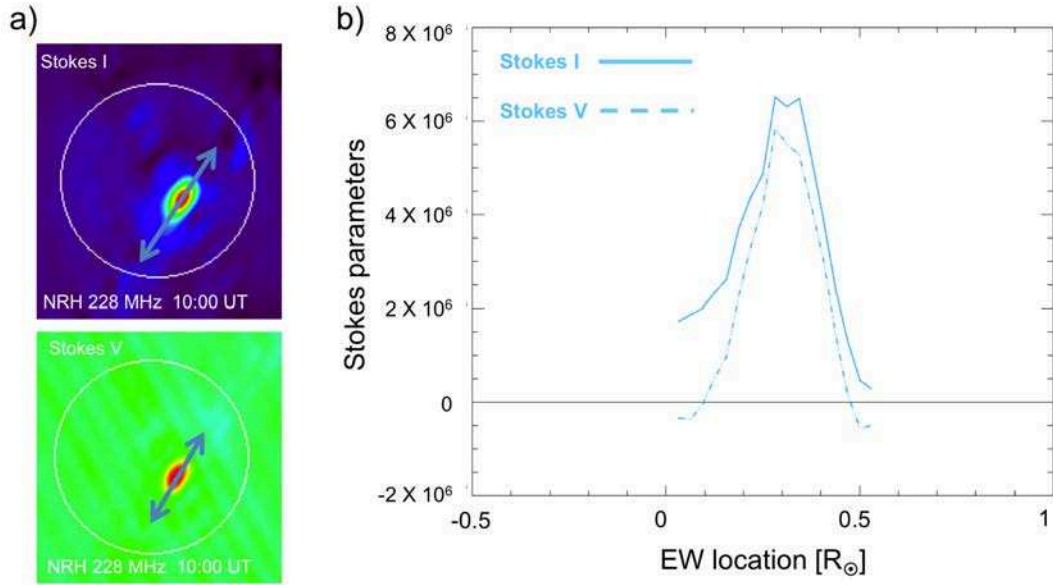 a)
Stokes I
NRH 228 MHz 10:00 UT
Stokes V
NRH 228 MHz 10:00 UT
b)
Stokes parameters
8 X 10⁶
6 X 10⁶
4 X 10⁶
2 X 10⁶
0
-2 X 10⁶
Stokes I
Stokes V
-0.5
0
0.5
1
EW location [R☉]